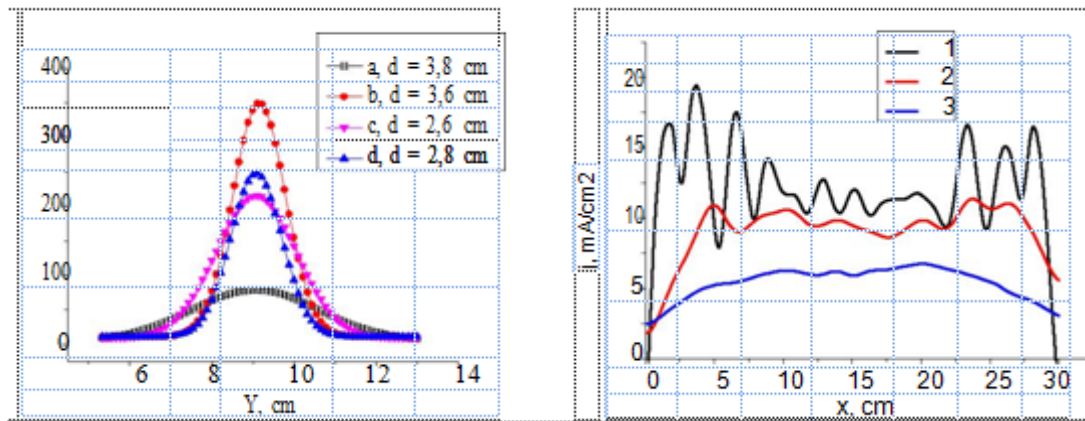 400
300
200
100
0
6 8 10 12 14
Y, cm
a, d = 3,8 cm
b, d = 3,6 cm
c, d = 2,6 cm
d, d = 2,8 cm
j, mA/cm2
20
15
10
5
0
0 5 10 15 20 25 30
x, cm
1
2
3